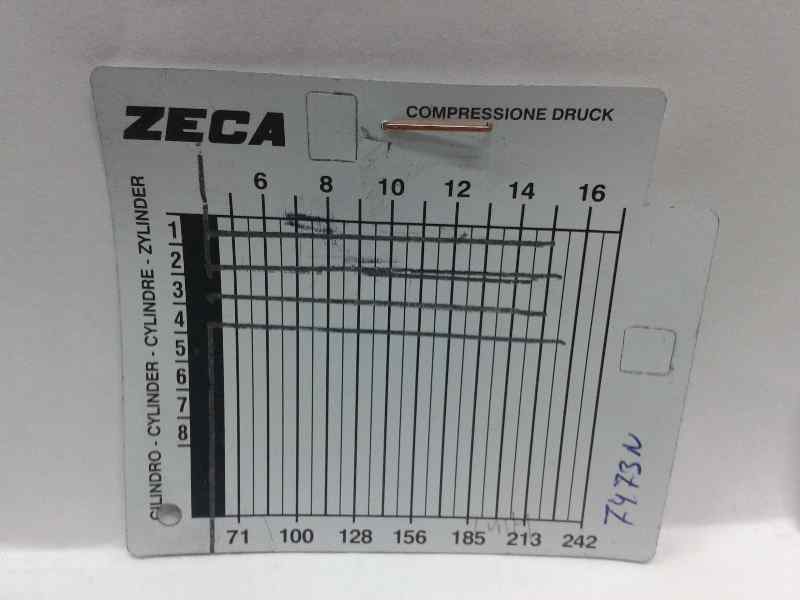 ZECA
COMPRESSIONE DRUCK
6 8 10 12 14 16
CILINDRO - CYLINDER - CYLINDRE - ZYLINDER
1
2
3
4
5
6
7
8
71 100 128 156 185 213 242
7473N